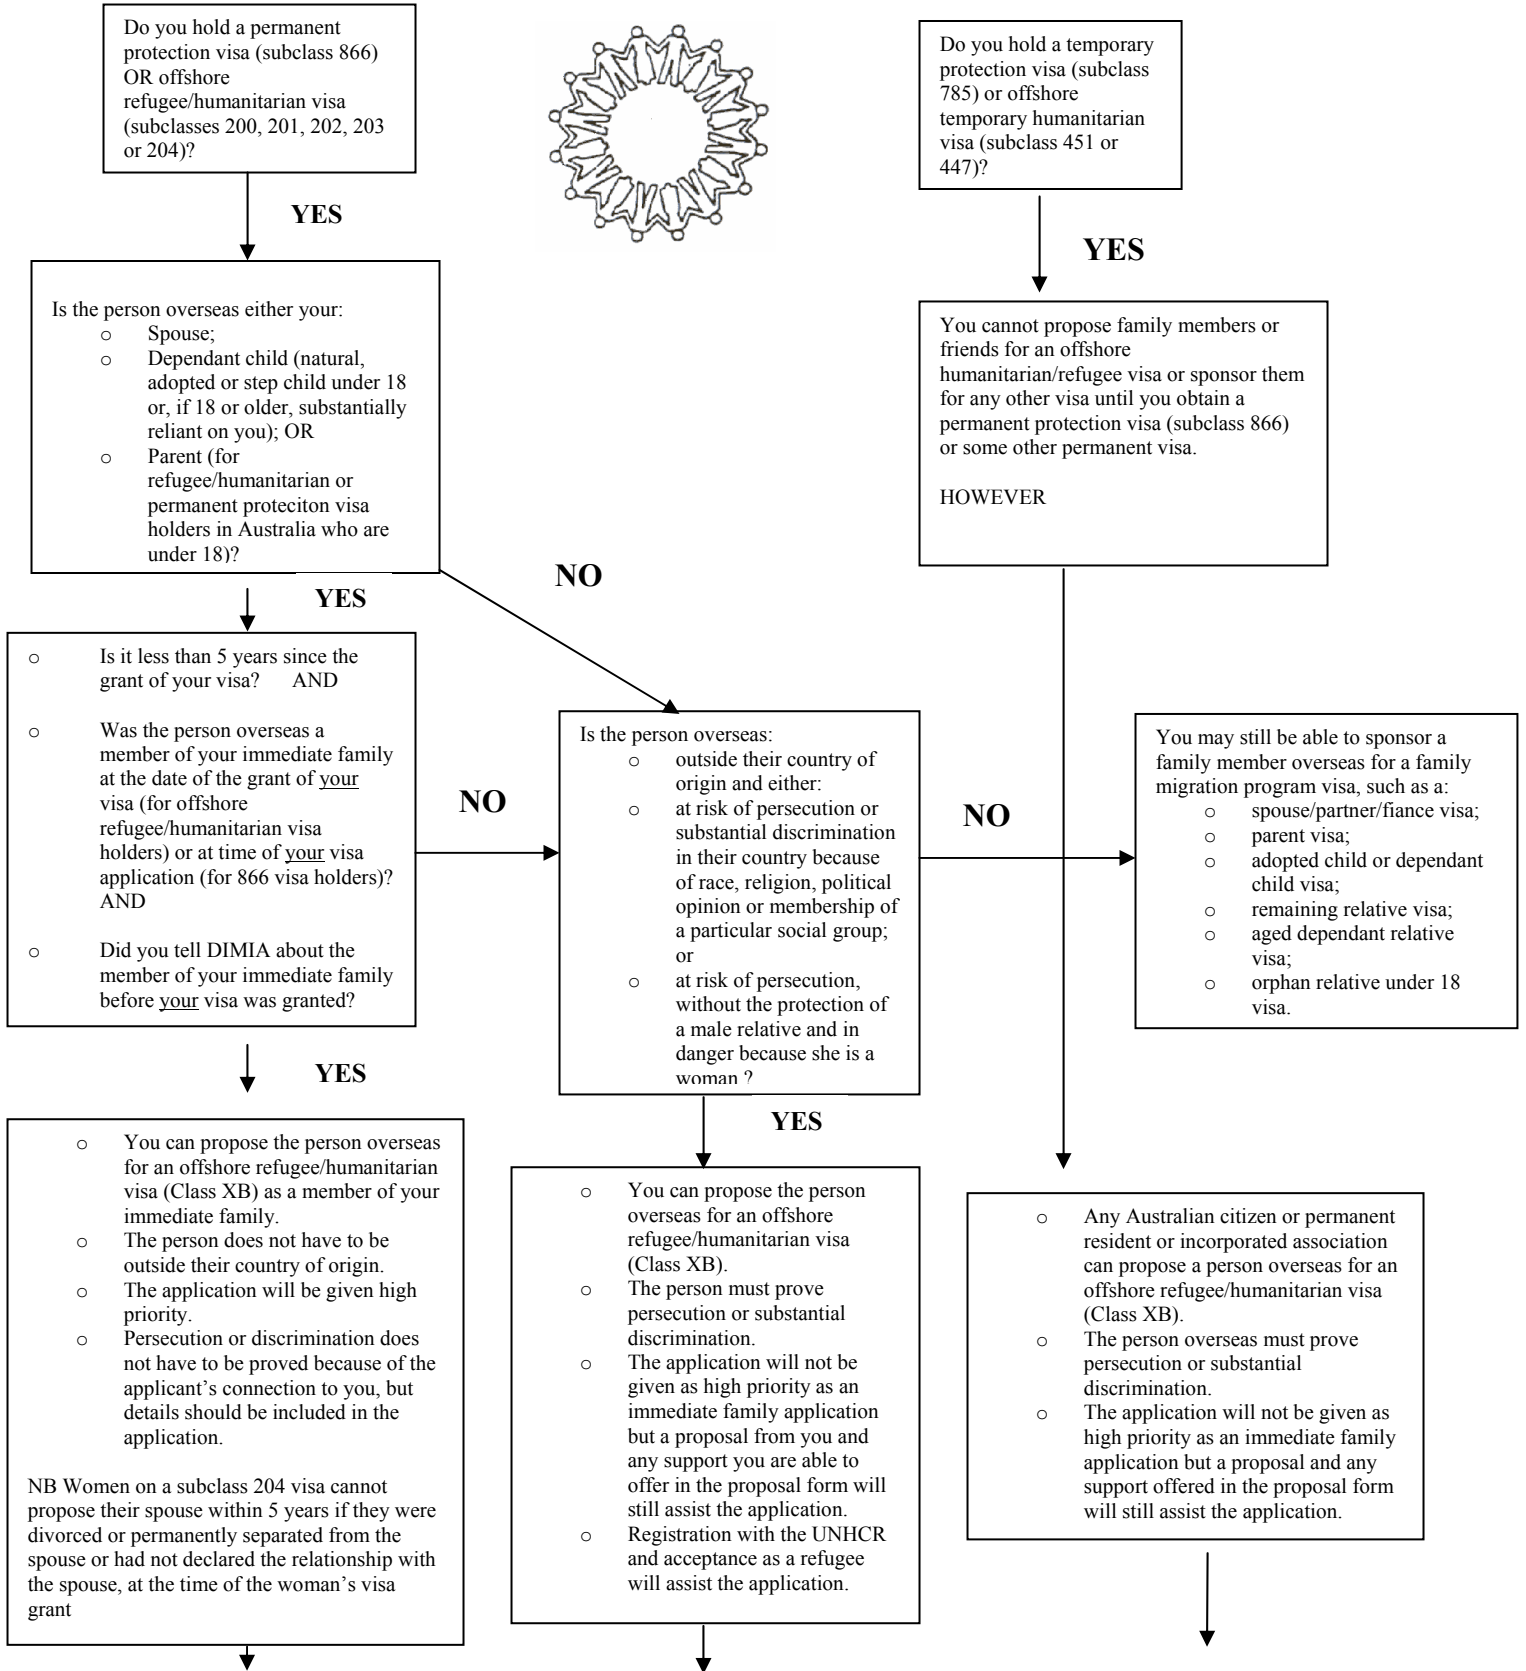 Do you hold a permanent
protection visa (subclass 866)
OR offshore
refugee/humanitarian visa
(subclasses 200, 201, 202, 203
or 204)?
YES
Do you hold a temporary
protection visa (subclass
785) or offshore
temporary humanitarian
visa (subclass 451 or
447)?
YES
Is the person overseas either your:
o Spouse;
o Dependant child (natural,
adopted or step child under 18
or, if 18 or older, substantially
reliant on you); OR
o Parent (for
refugee/humanitarian or
permanent proteciton visa
holders in Australia who are
under 18)?
You cannot propose family members or
friends for an offshore
humanitarian/refugee visa or sponsor them
for any other visa until you obtain a
permanent protection visa (subclass 866)
or some other permanent visa.
HOWEVER
NO
YES
o Is it less than 5 years since the
grant of your visa? AND
o Was the person overseas a
member of your immediate family
at the date of the grant of your
visa (for offshore
refugee/humanitarian visa
holders) or at time of your visa
application (for 866 visa holders)?
AND
o Did you tell DIMIA about the
member of your immediate family
before your visa was granted?
NO
Is the person overseas:
o outside their country of
origin and either:
o at risk of persecution or
substantial discrimination
in their country because
of race, religion, political
opinion or membership of
a particular social group;
or
o at risk of persecution,
without the protection of
a male relative and in
danger because she is a
woman ?
NO
You may still be able to sponsor a
family member overseas for a family
migration program visa, such as a:
o spouse/partner/fiance visa;
o parent visa;
o adopted child or dependant
child visa;
o remaining relative visa;
o aged dependant relative
visa;
o orphan relative under 18
visa.
YES
YES
o You can propose the person overseas
for an offshore refugee/humanitarian
visa (Class XB) as a member of your
immediate family.
o The person does not have to be
outside their country of origin.
o The application will be given high
priority.
o Persecution or discrimination does
not have to be proved because of the
applicant's connection to you, but
details should be included in the
application.
NB Women on a subclass 204 visa cannot
propose their spouse within 5 years if they were
divorced or permanently separated from the
spouse or had not declared the relationship with
the spouse, at the time of the woman's visa
grant
o You can propose the person
overseas for an offshore
refugee/humanitarian visa
(Class XB).
o The person must prove
persecution or substantial
discrimination.
o The application will not be
given as high priority as an
immediate family application
but a proposal from you and
any support you are able to
offer in the proposal form will
still assist the application.
o Registration with the UNHCR
and acceptance as a refugee
will assist the application.
o Any Australian citizen or permanent
resident or incorporated association
can propose a person overseas for an
offshore refugee/humanitarian visa
(Class XB).
o The person overseas must prove
persecution or substantial
discrimination.
o The application will not be given as
high priority as an immediate family
application but a proposal and any
support offered in the proposal form
will still assist the application.